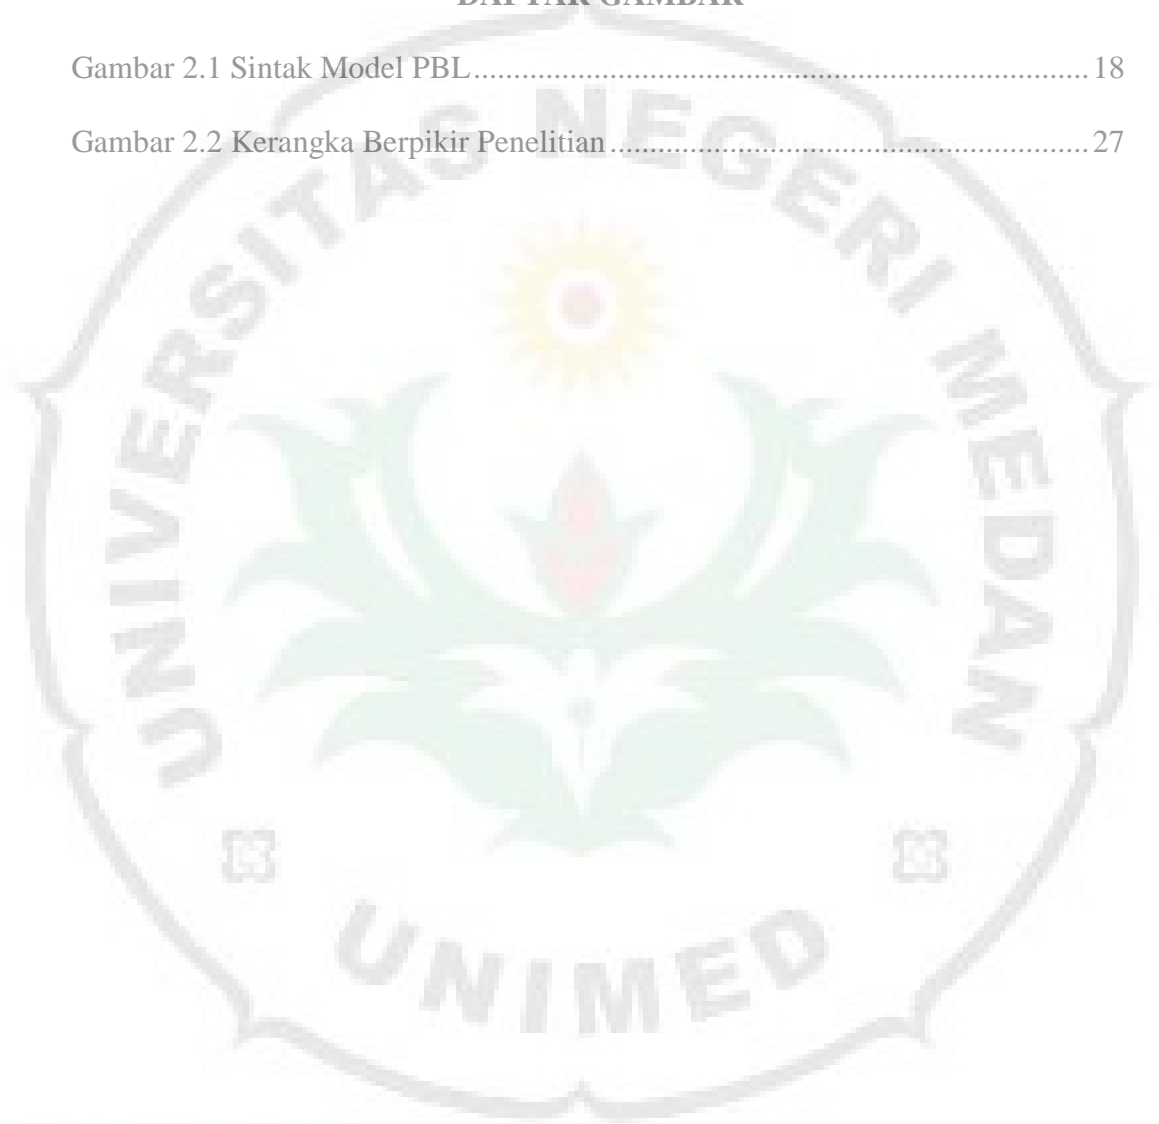 DAFTAR GAMBAR
Gambar 2.1 Sintak Model PBL............................................................................. 18
Gambar 2.2 Kerangka Berpikir Penelitian............................................................ 27
UNIVERSITAS NEGERI MEDAN
UNIMED